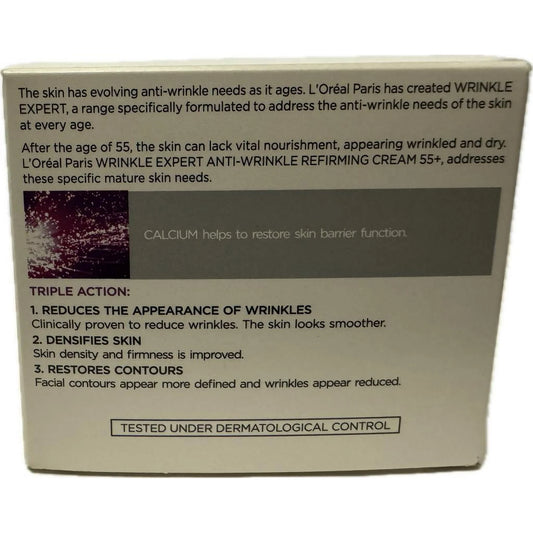 The skin has evolving anti-wrinkle needs as it ages. L'Oréal Paris has created WRINKLE
EXPERT, a range specifically formulated to address the anti-wrinkle needs of the skin
at every age.
After the age of 55, the skin can lack vital nourishment, appearing wrinkled and dry.
L'Oréal Paris WRINKLE EXPERT ANTI-WRINKLE REFIRMING CREAM 55+, addresses
these specific mature skin needs.
CALCIUM helps to restore skin barrier function.
TRIPLE ACTION:
1. REDUCES THE APPEARANCE OF WRINKLES
Clinically proven to reduce wrinkles. The skin looks smoother.
2. DENSIFIES SKIN
Skin density and firmness is improved.
3. RESTORES CONTOURS
Facial contours appear more defined and wrinkles appear reduced.
TESTED UNDER DERMATOLOGICAL CONTROL